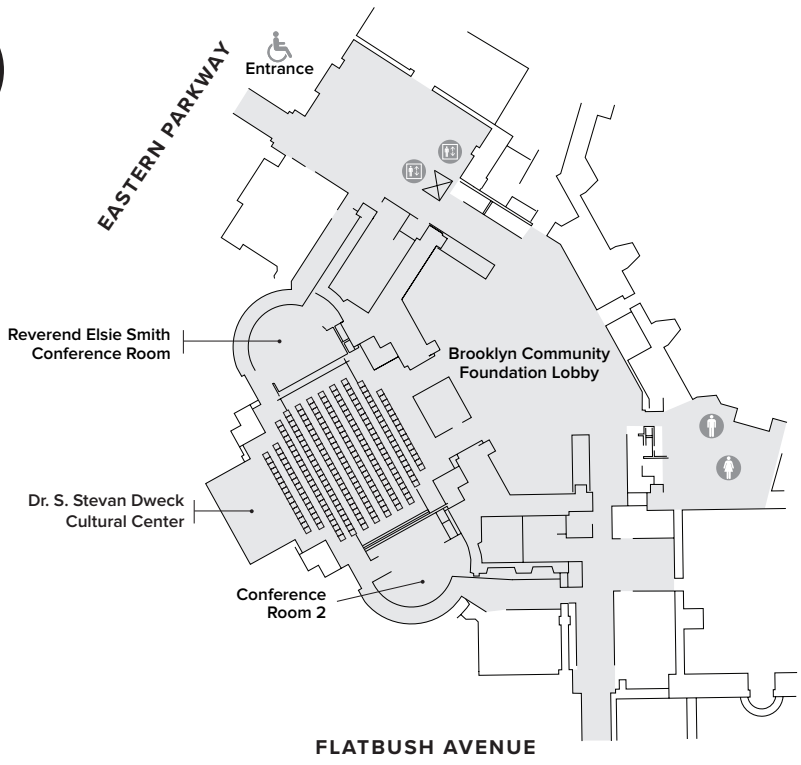 EASTERN PARKWAY
Entrance
Reverend Elsie Smith
Conference Room
Brooklyn Community
Foundation Lobby
Dr. S. Stevan Dweck
Cultural Center
Conference
Room 2
FLATBUSH AVENUE